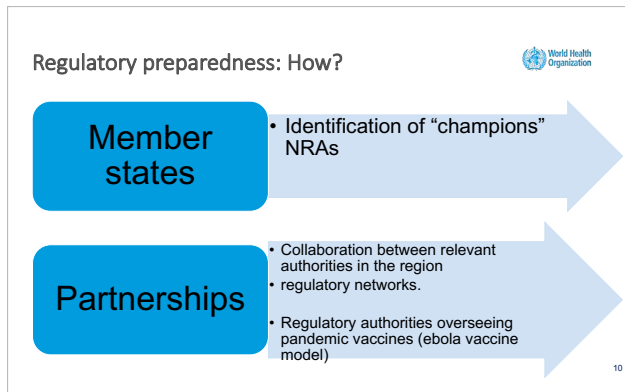 Regulatory preparedness: How?
World Health
Organization
Member
states
• Identification of "champions"
NRAs
Partnerships
• Collaboration between relevant
authorities in the region
• regulatory networks.
• Regulatory authorities overseeing
pandemic vaccines (ebola vaccine
model)
10